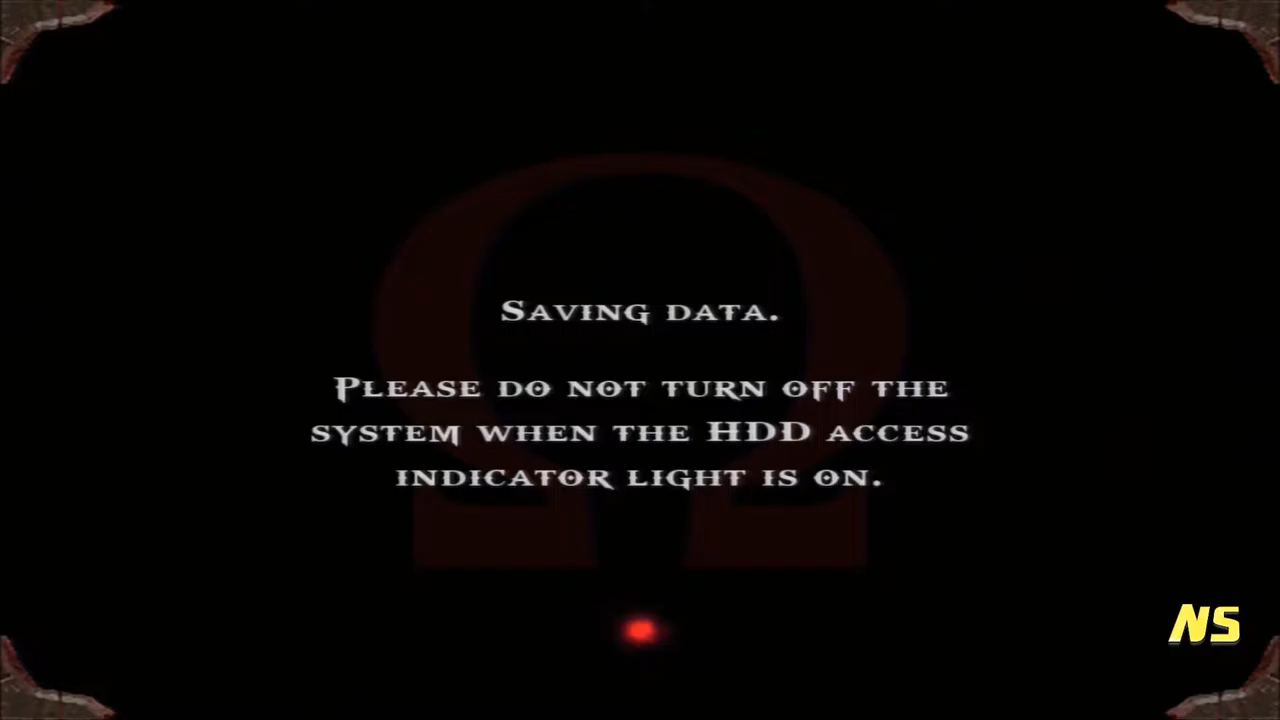 Saving data.
Please do not turn off the
system when the HDD access
indicator light is on.
NS